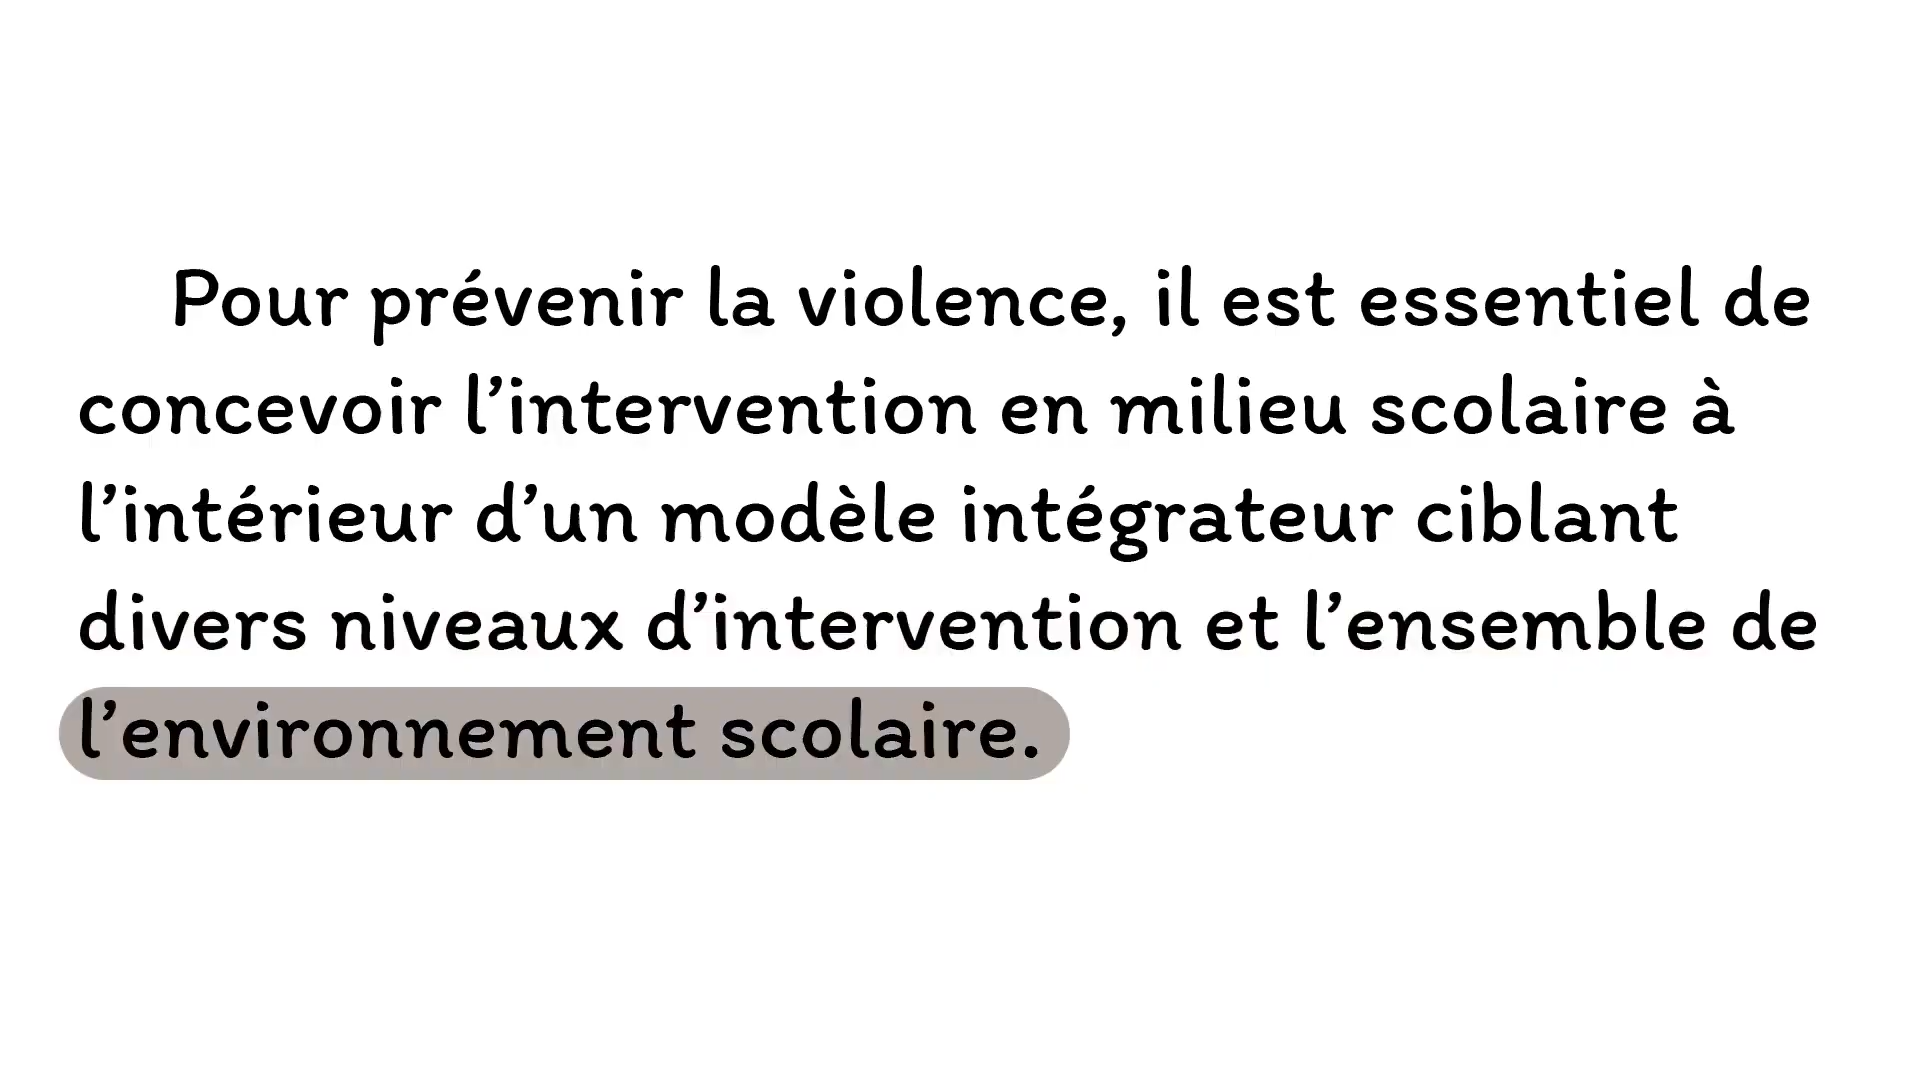 Pour prévenir la violence, il est essentiel de
concevoir l’intervention en milieu scolaire à
l’intérieur d’un modèle intégrateur ciblant
divers niveaux d’intervention et l’ensemble de
l’environnement scolaire.